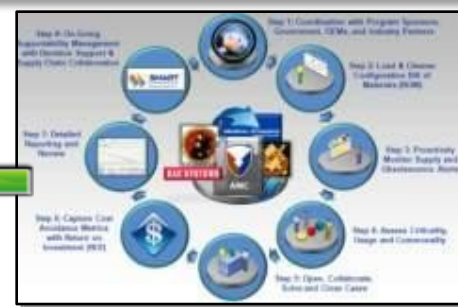 Step 1: Coordination with Program Sponsors,
Government, OEMs, and Industry Partners
Step 2: Load & Cleanse
Configuration Bill of
Materials (BOM)
Step 3: Proactively
Monitor Supply and
Obsolescence Alerts
Step 4: Assess Criticality,
Usage and Commonality
Step 5: Open, Collaborate,
Solve and Close Cases
Step 6: Capture Cost
Avoidance Metrics
with Return on
Investment (ROI)
Step 7: Detailed
Reporting and
Review
Step 8: On-Going
Supportability Management
with Decision Support &
Supply Chain Collaboration
SMART
BAE SYSTEMS
AMC